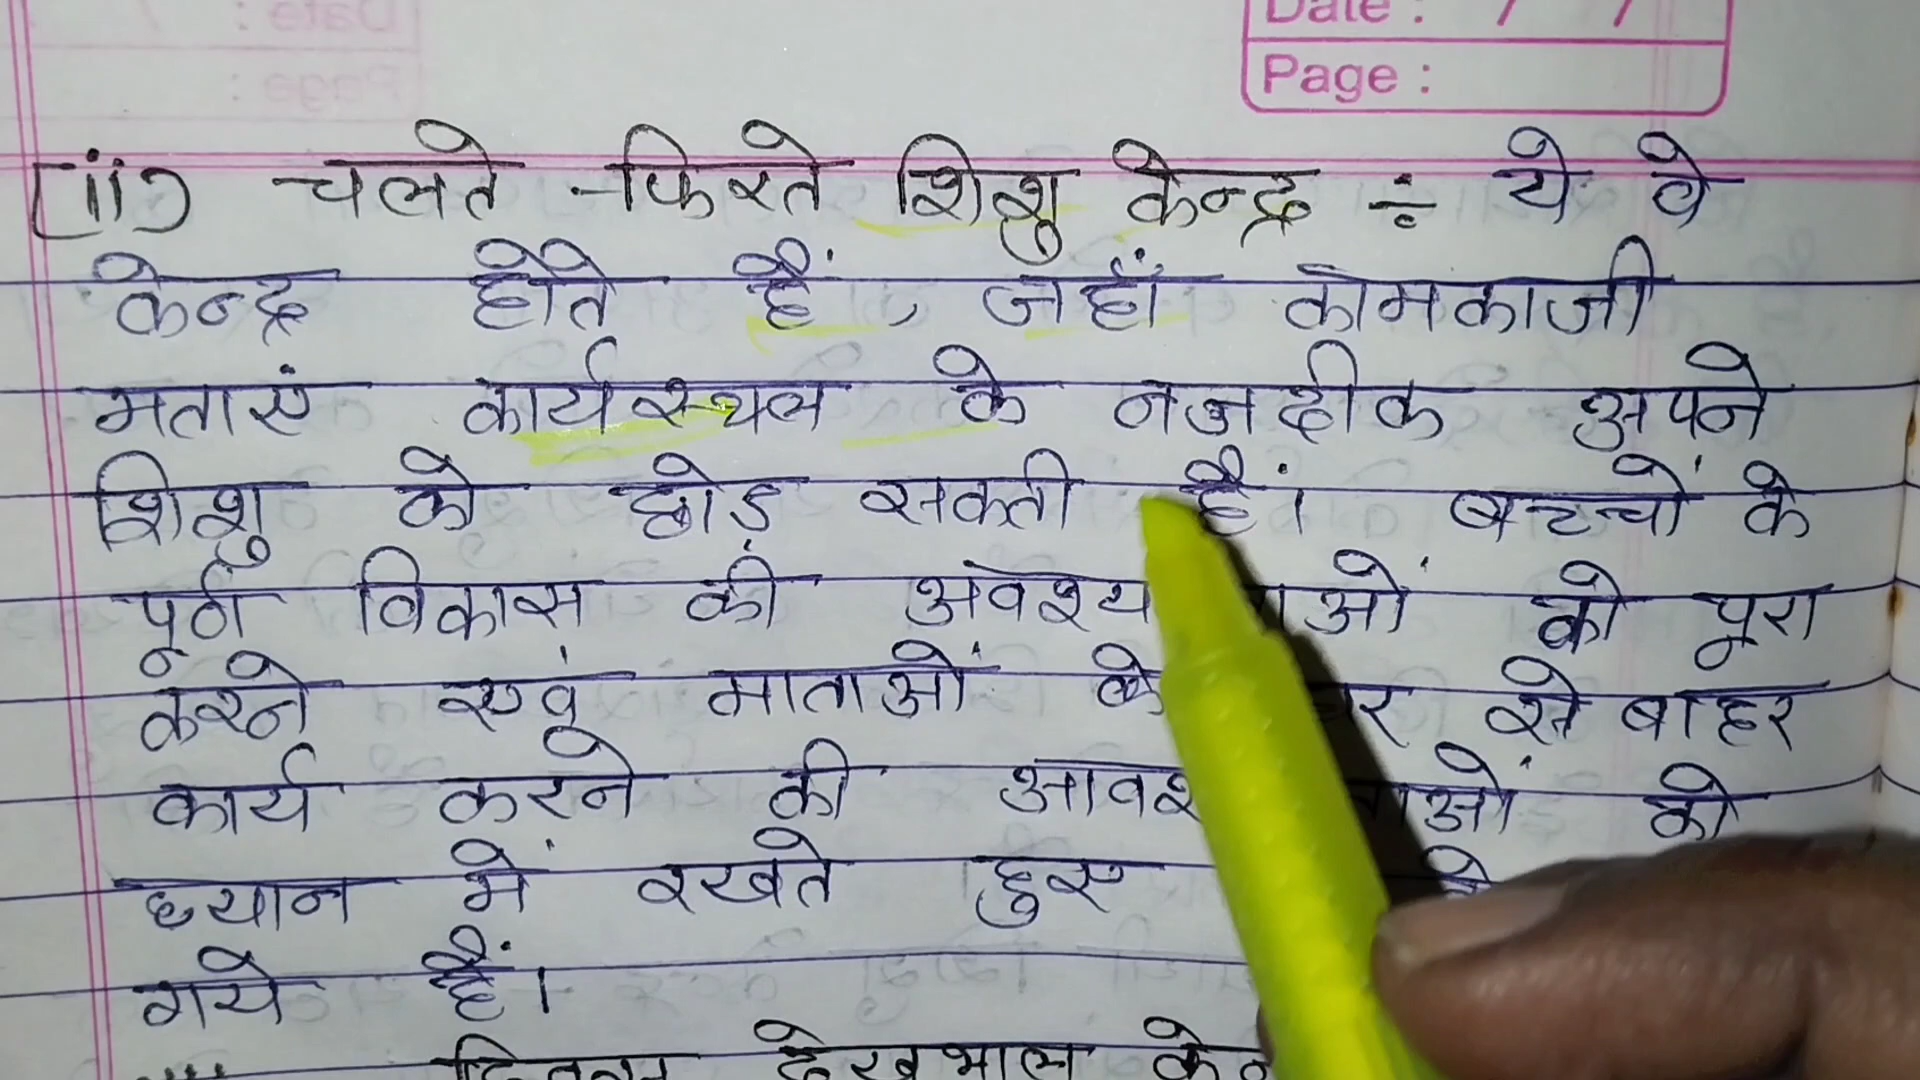 Date : / /
Page :
(ii) चलते -फिरते शिशु केन्द्र ÷ ये वे
केन्द्र होते हैं, जहाँ कामकाजी
मताएं कार्यस्थल के नजदीक अपने
शिशु को छोड़ सकती हैं। बच्चों के
पूर्ण विकास की अवश्य ओं को पूरा
करने एवं माताओं के से बाहर
कार्य करने की को
ध्यान में रखते हुए
गये हैं।
देखभाल